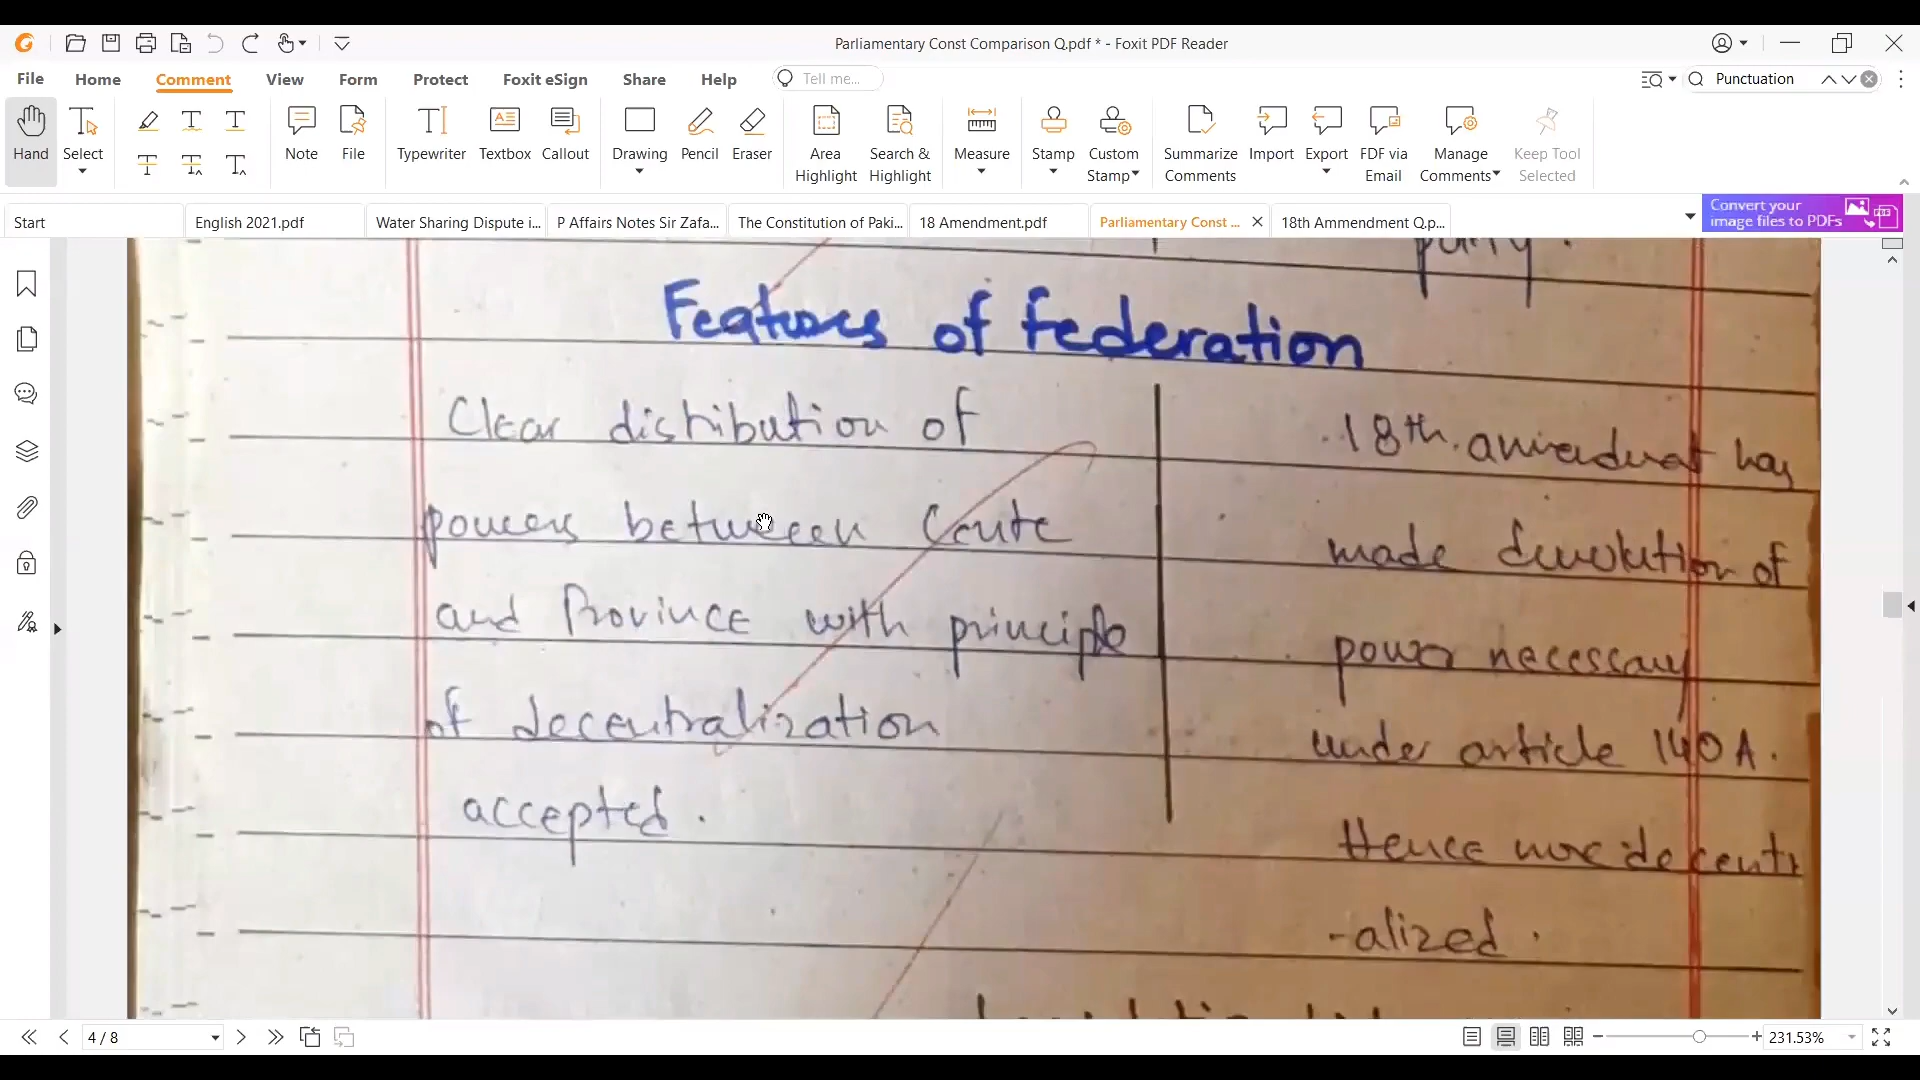 Parliamentary Const Comparison Q.pdf * - Foxit PDF Reader
File Home Comment View Form Protect Foxit eSign Share Help Tell me... Punctuation
Hand Select Note File Typewriter Textbox Callout Drawing Pencil Eraser Area Highlight Search & Highlight Measure Stamp Custom Stamp Summarize Comments Import Export FDF via Email Manage Comments Keep Tool Selected
Start English 2021.pdf Water Sharing Dispute i... P Affairs Notes Sir Zafa... The Constitution of Paki... 18 Amendment.pdf Parliamentary Const ... 18th Ammendment Q.p...
Convert your
image files to PDFs
party.
Features of Federation
Clear distribution of
powers between Cente
and Province with principle
of decentralization
accepted.
18th amendment has
made devolution of
power necessary
under article 140A.
Hence more decentr
-alized.
4 / 8
231.53%